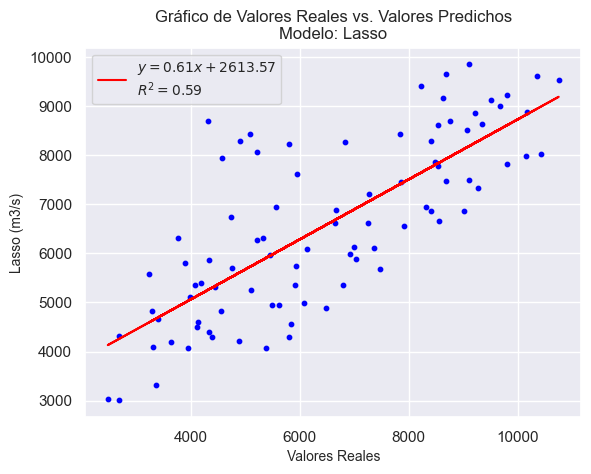 Gráfico de Valores Reales vs. Valores Predichos
Modelo: Lasso
y = 0.61x + 2613.57
R² = 0.59
10000
9000
8000
7000
6000
5000
4000
3000
Lasso (m3/s)
4000 6000 8000 10000
Valores Reales